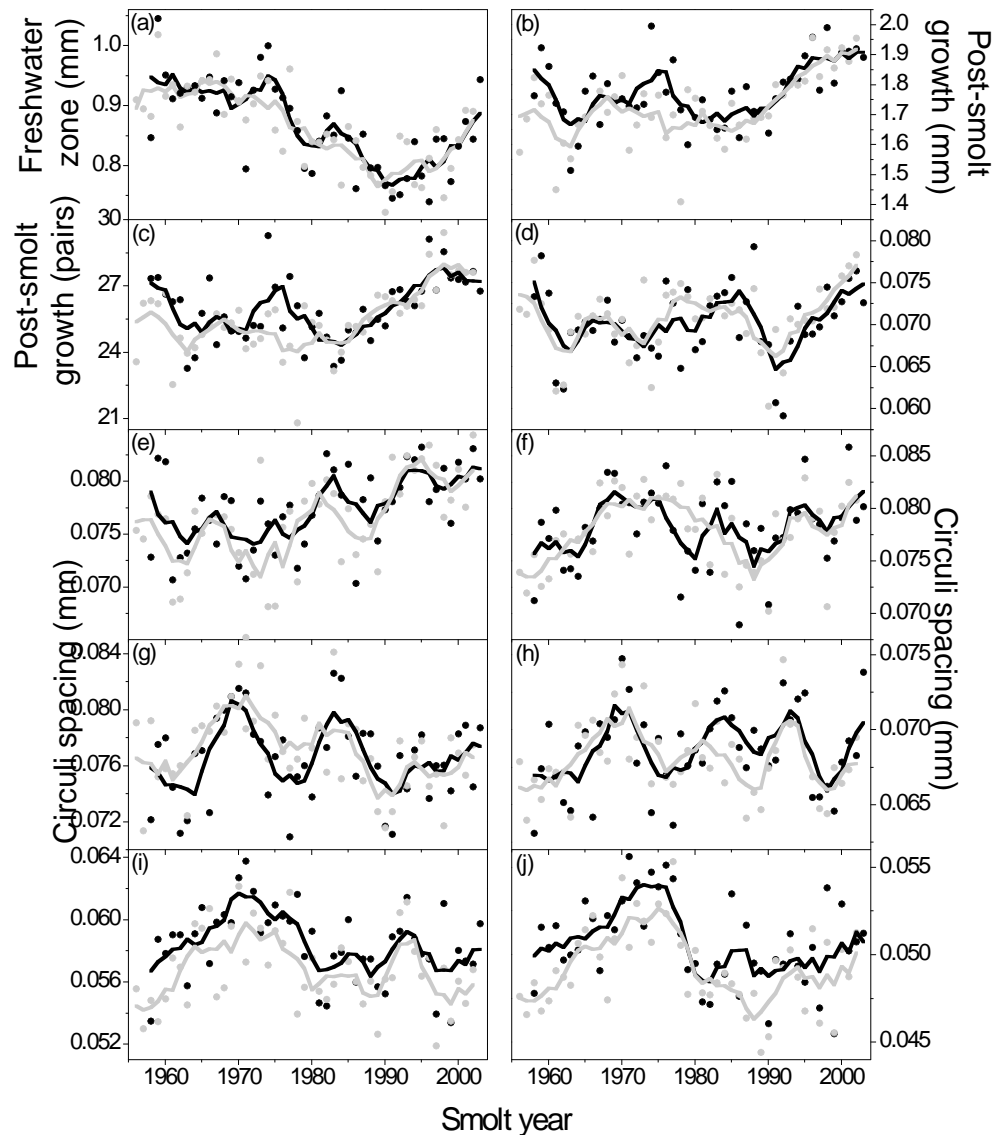 (a)
1.0
0.9
0.8
30
Freshwater
zone (mm)
(b)
2.0
1.9
1.8
1.7
1.6
1.5
1.4
Post-smolt
growth (mm)
(c)
27
24
21
Post-smolt
growth (pairs)
(d)
0.080
0.075
0.070
0.065
0.060
(e)
0.080
0.075
0.070
(f)
0.085
0.080
0.075
0.070
Circuli spacing (mm)
(g)
0.084
0.080
0.076
0.072
(h)
0.075
0.070
0.065
Circuli spacing (mm)
(i)
0.064
0.060
0.056
0.052
(j)
0.055
0.050
0.045
1960 1970 1980 1990 2000
1960 1970 1980 1990 2000
Smolt year